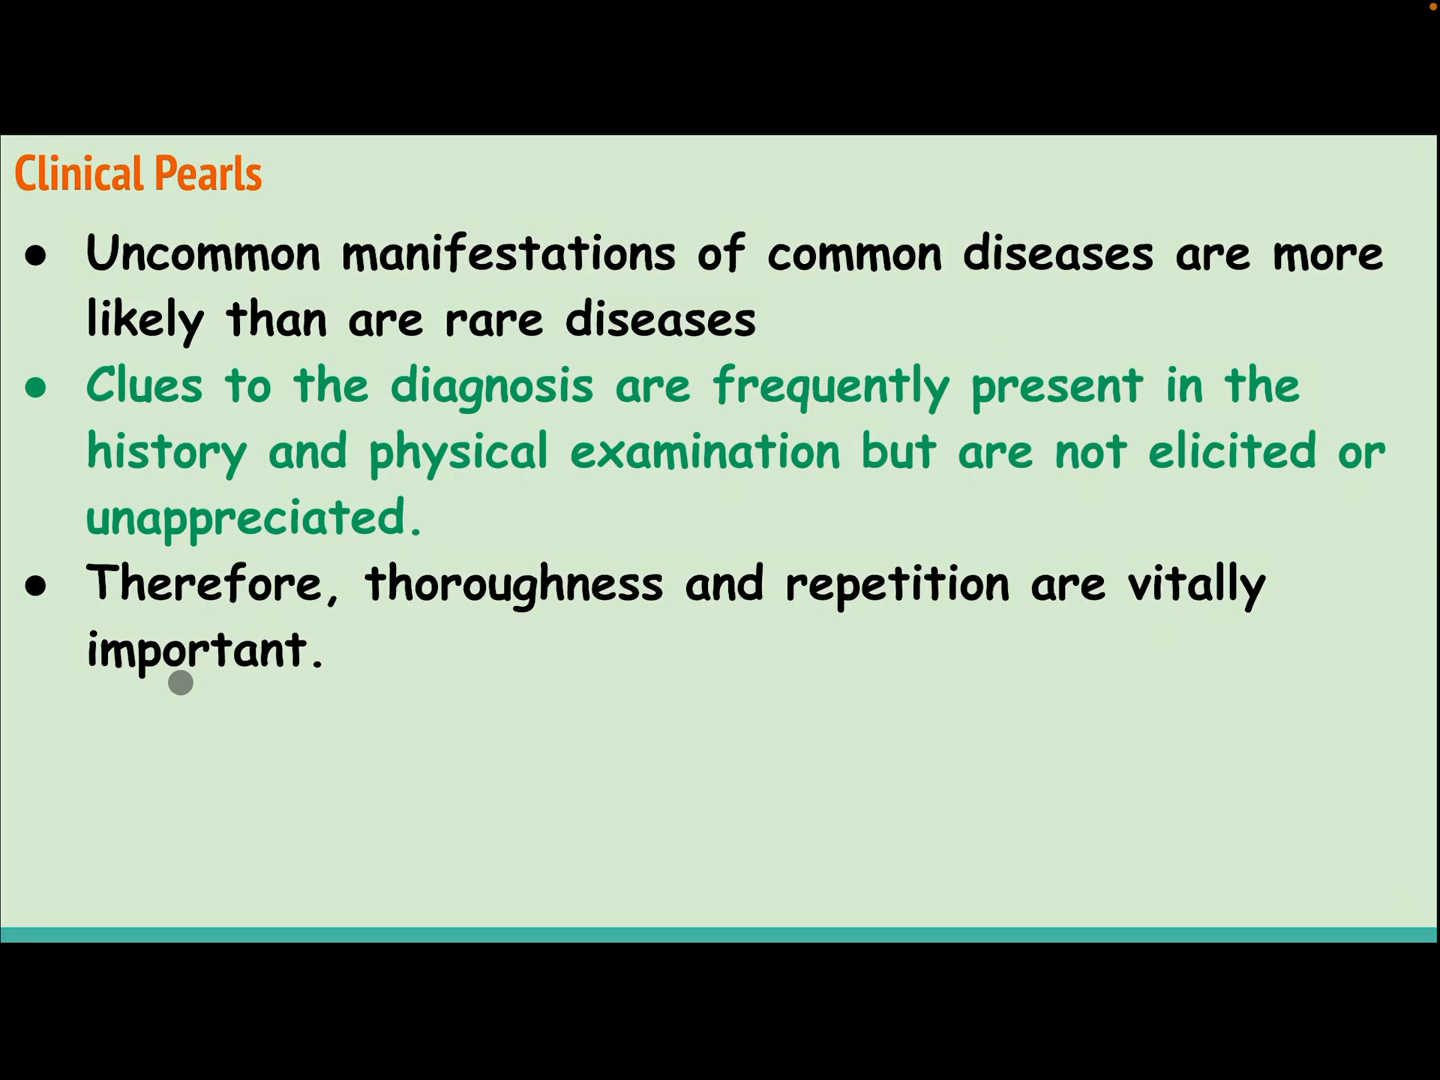 Clinical Pearls
● Uncommon manifestations of common diseases are more
likely than are rare diseases
● Clues to the diagnosis are frequently present in the
history and physical examination but are not elicited or
unappreciated.
● Therefore, thoroughness and repetition are vitally
important.